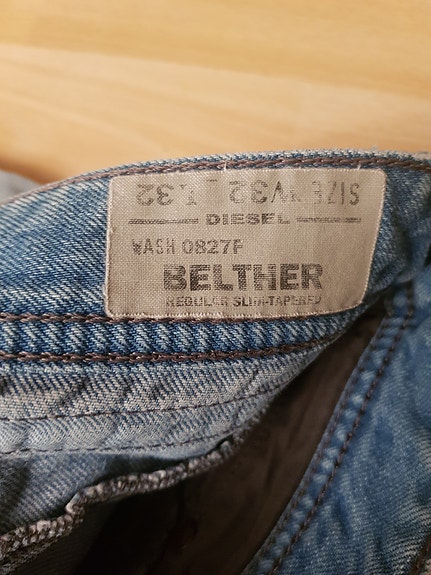 SIZE W32 L32
DIESEL
WASH 0827F
BELTHER
REGULAR SLIM-TAPERED